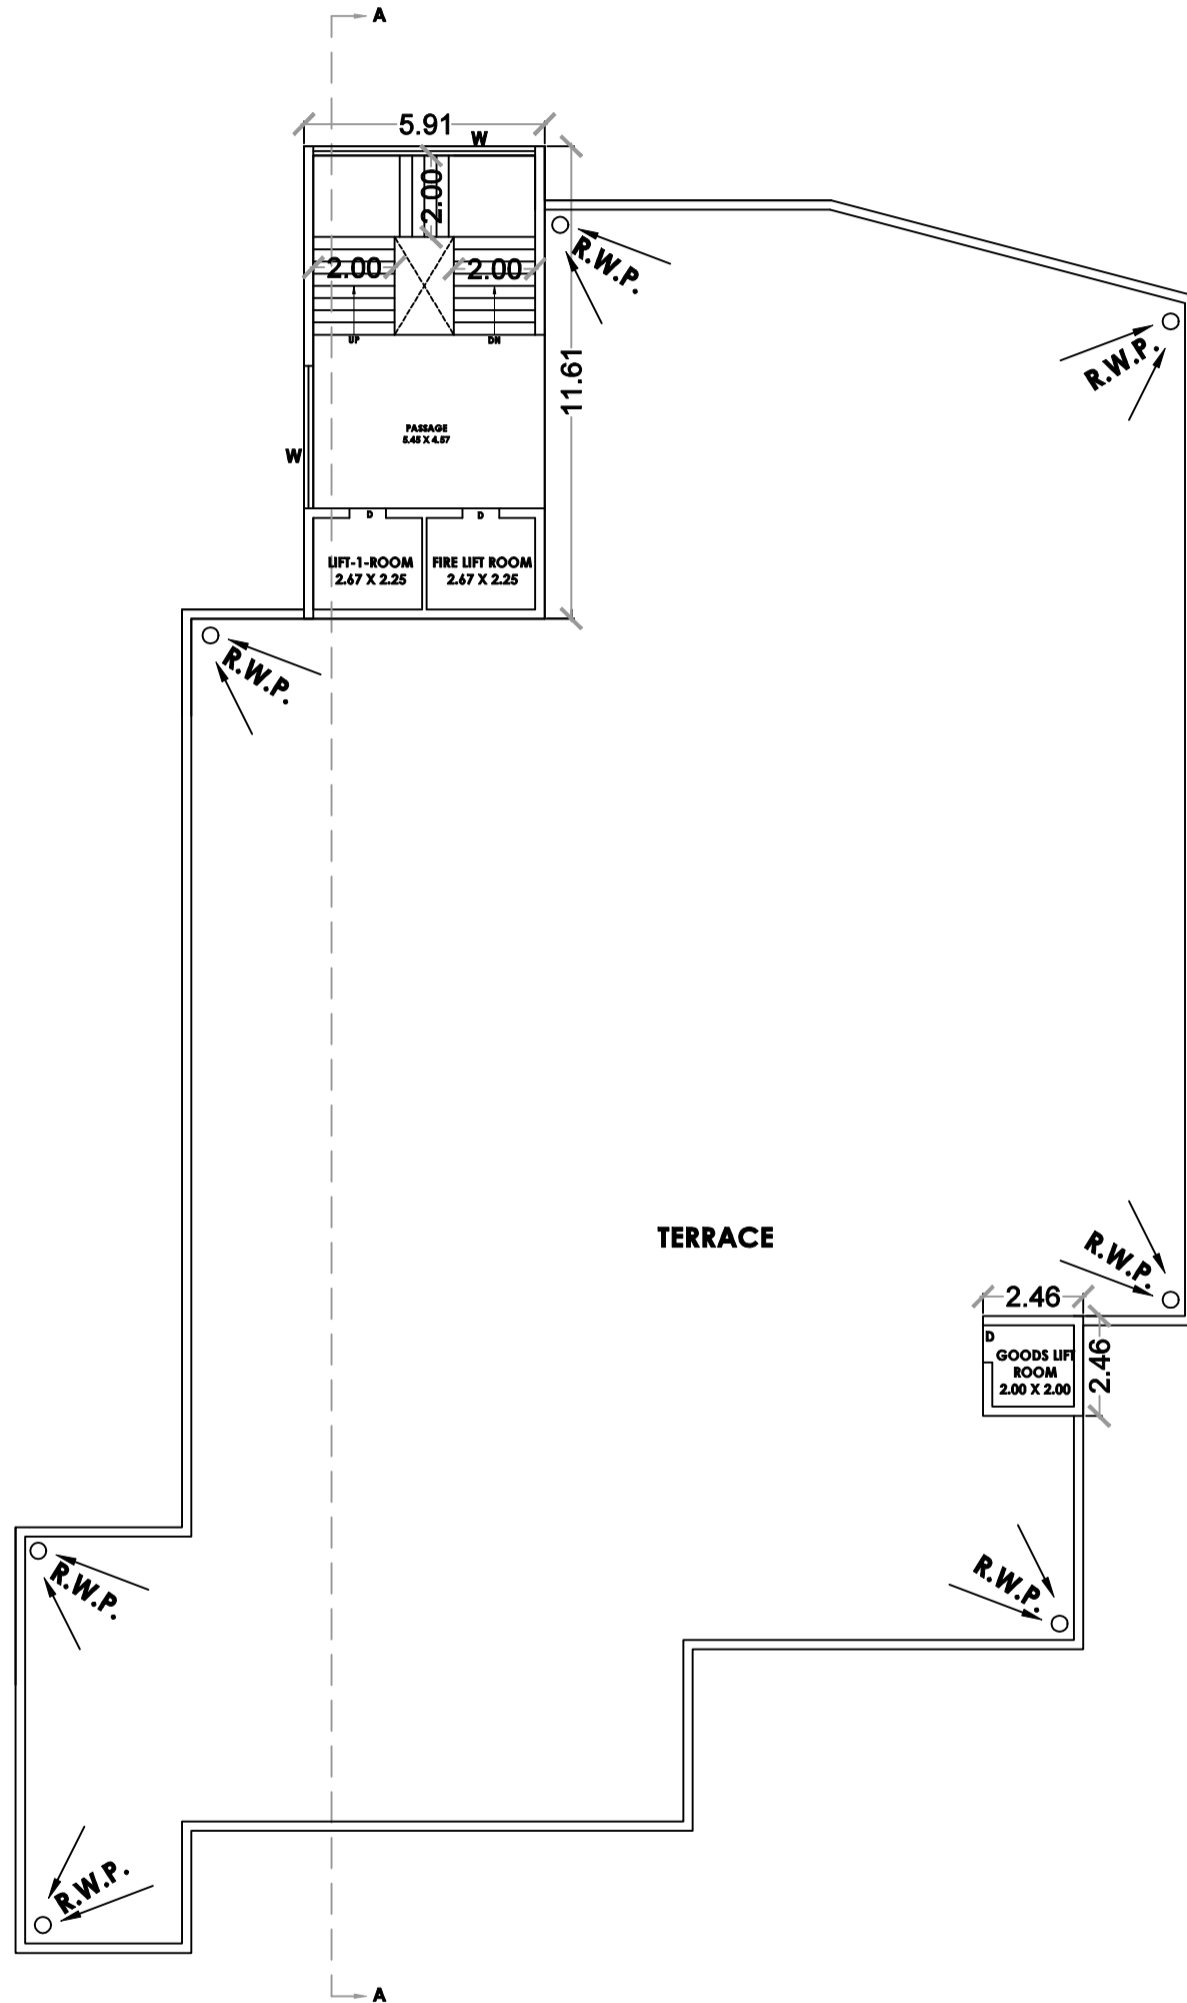 A
5.91
W
2.00
2.00
2.00
R.W.P.
UP
DN
R.W.P.
11.61
PASSAGE
5.45 X 4.57
W
D
D
LIFT-1-ROOM
2.67 X 2.25
FIRE LIFT ROOM
2.67 X 2.25
R.W.P.
TERRACE
R.W.P.
2.46
D
GOODS LIFT
ROOM
2.00 X 2.00
2.46
R.W.P.
R.W.P.
R.W.P.
A